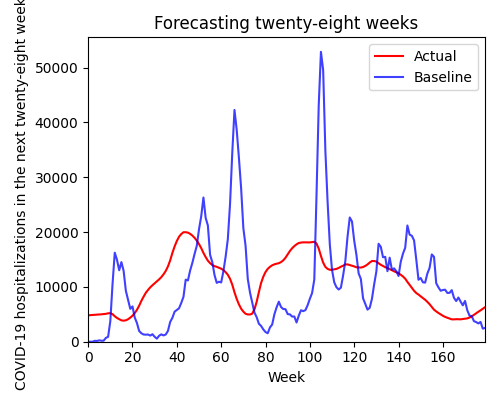 Forecasting twenty-eight weeks
COVID-19 hospitalizations in the next twenty-eight week
50000
40000
30000
20000
10000
0
Actual
Baseline
0 20 40 60 80 100 120 140 160
Week